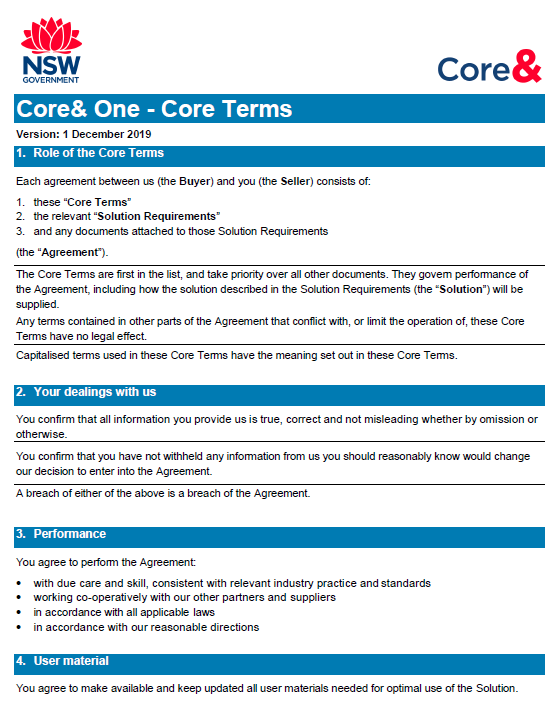 NSW
GOVERNMENT
Core&
Core& One - Core Terms
Version: 1 December 2019
1. Role of the Core Terms
Each agreement between us (the Buyer) and you (the Seller) consists of:
1. these “Core Terms”
2. the relevant “Solution Requirements”
3. and any documents attached to those Solution Requirements
(the “Agreement”).
The Core Terms are first in the list, and take priority over all other documents. They govern performance of
the Agreement, including how the solution described in the Solution Requirements (the “Solution”) will be
supplied.
Any terms contained in other parts of the Agreement that conflict with, or limit the operation of, these Core
Terms have no legal effect.
Capitalised terms used in these Core Terms have the meaning set out in these Core Terms.
2. Your dealings with us
You confirm that all information you provide us is true, correct and not misleading whether by omission or
otherwise.
You confirm that you have not withheld any information from us you should reasonably know would change
our decision to enter into the Agreement.
A breach of either of the above is a breach of the Agreement.
3. Performance
You agree to perform the Agreement:
• with due care and skill, consistent with relevant industry practice and standards
• working co-operatively with our other partners and suppliers
• in accordance with all applicable laws
• in accordance with our reasonable directions
4. User material
You agree to make available and keep updated all user materials needed for optimal use of the Solution.